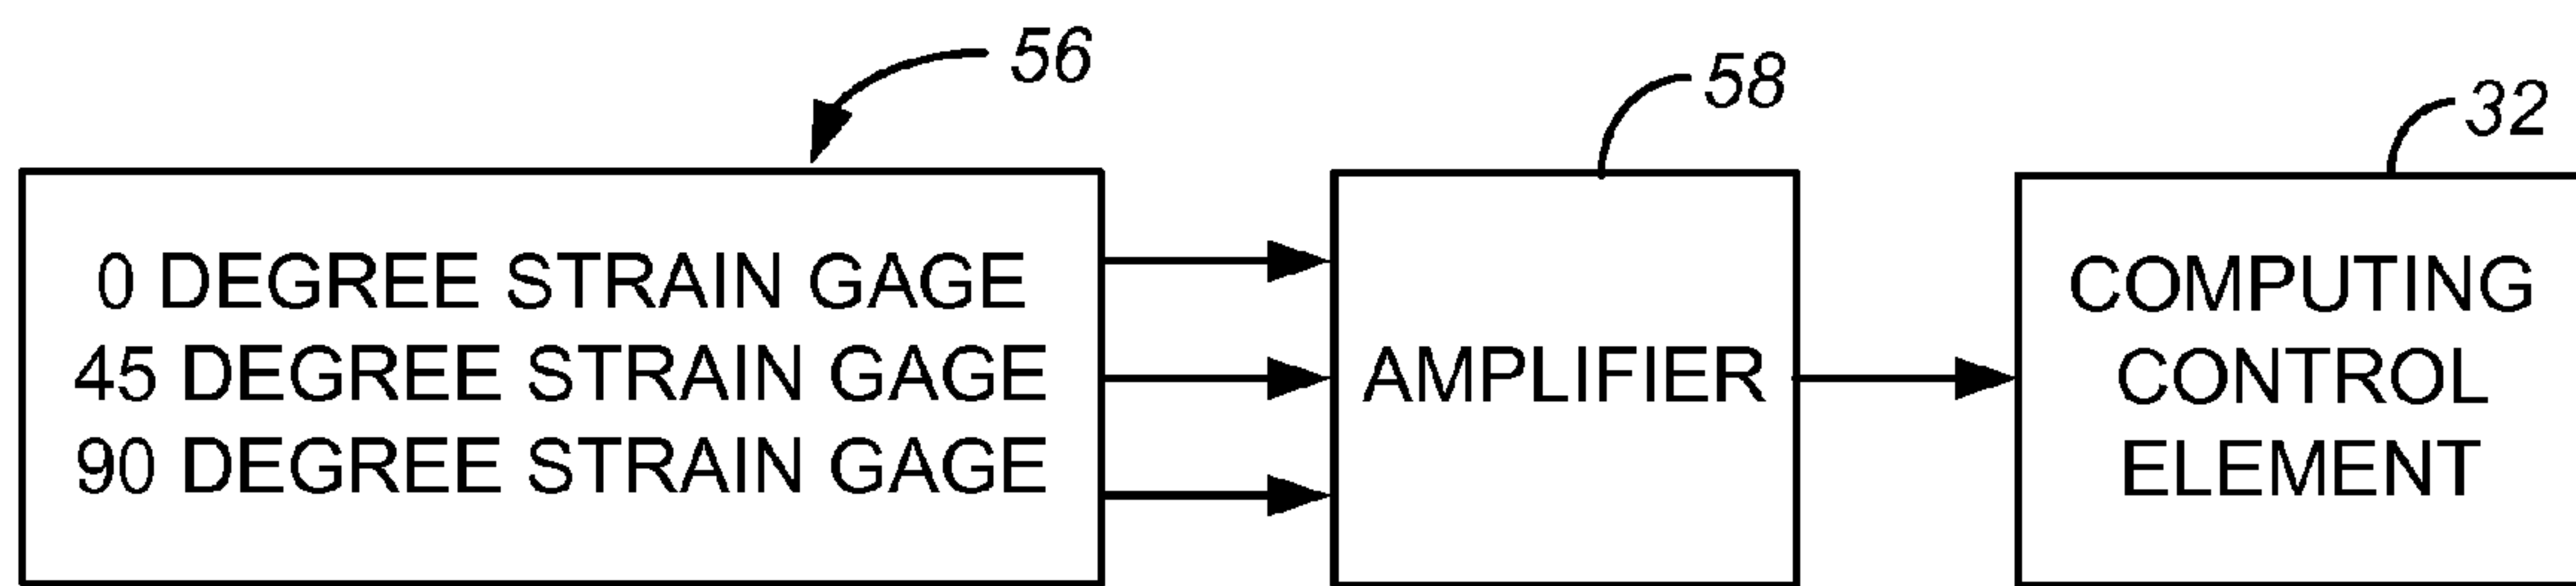 56
58
32
0 DEGREE STRAIN GAGE
45 DEGREE STRAIN GAGE
90 DEGREE STRAIN GAGE
AMPLIFIER
COMPUTING
CONTROL
ELEMENT